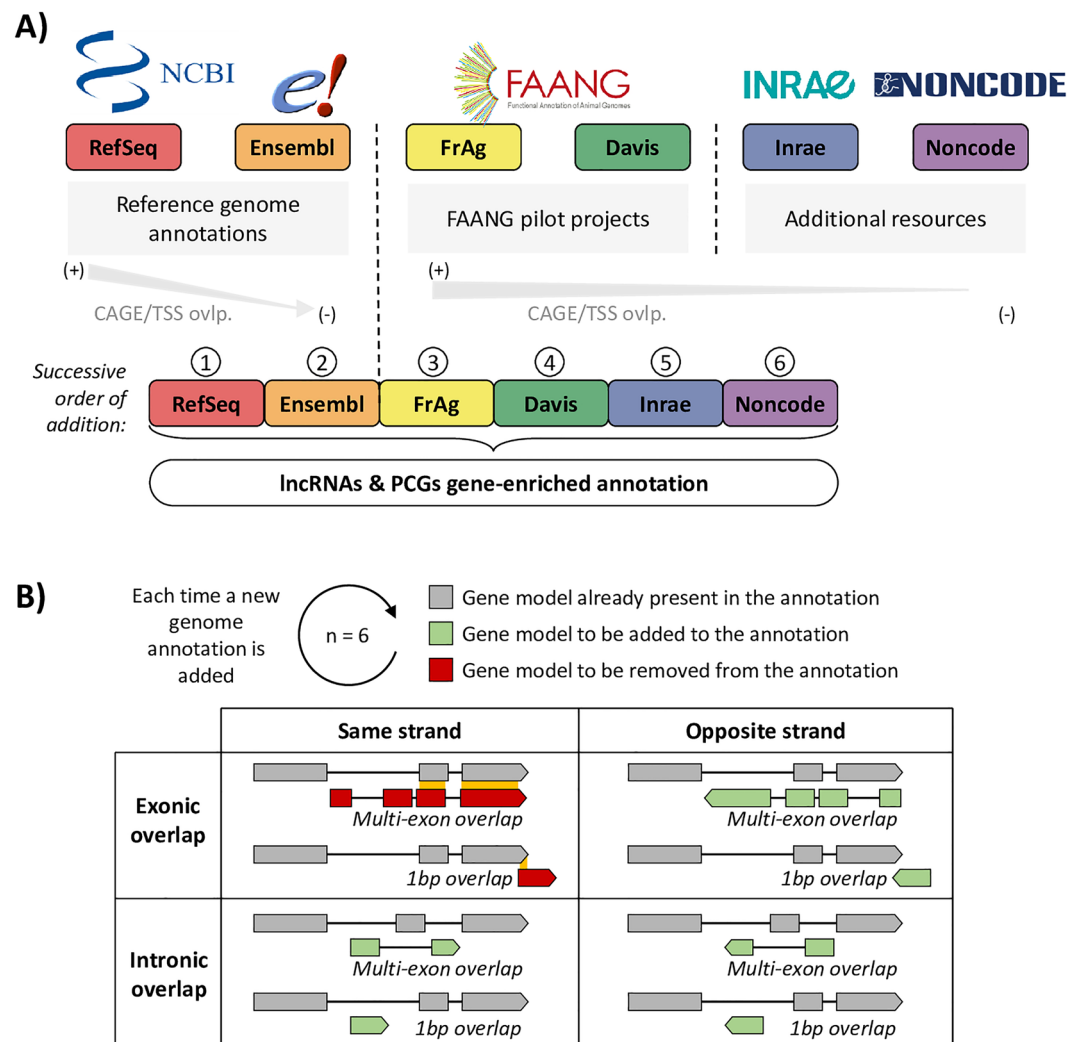 A)
NCBI
e!
FAANG
Functional Annotation of Animal Genomes
INRAE
NONCODE
RefSeq
Ensembl
FrAg
Davis
Inrae
Noncode
Reference genome
annotations
FAANG pilot projects
Additional resources
(+)
CAGE/TSS ovlp.
(-)
(+)
CAGE/TSS ovlp.
(-)
Successive
order of
addition:
1
2
3
4
5
6
RefSeq
Ensembl
FrAg
Davis
Inrae
Noncode
lncRNAs & PCGs gene-enriched annotation
B)
Each time a new
genome
annotation is
added
n = 6
Gene model already present in the annotation
Gene model to be added to the annotation
Gene model to be removed from the annotation
Same strand
Opposite strand
Exonic
overlap
Multi-exon overlap
1bp overlap
Multi-exon overlap
1bp overlap
Intronic
overlap
Multi-exon overlap
1bp overlap
Multi-exon overlap
1bp overlap